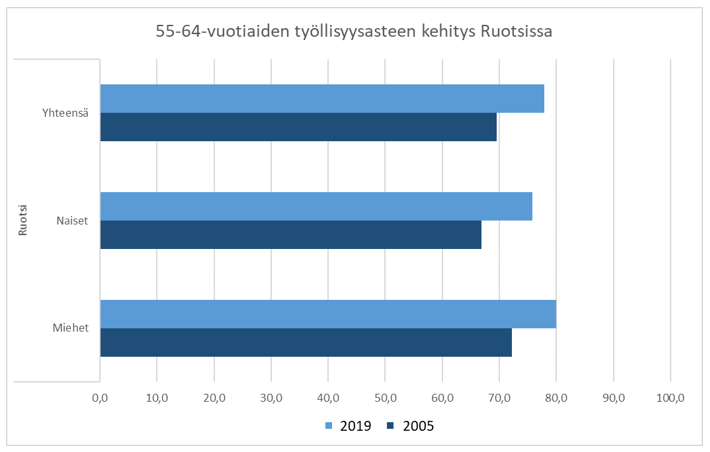 55-64-vuotiaiden työllisyysasteen kehitys Ruotsissa
Yhteensä
Naiset
Miehet
Ruotsi
0,0 10,0 20,0 30,0 40,0 50,0 60,0 70,0 80,0 90,0 100,0
2019 2005